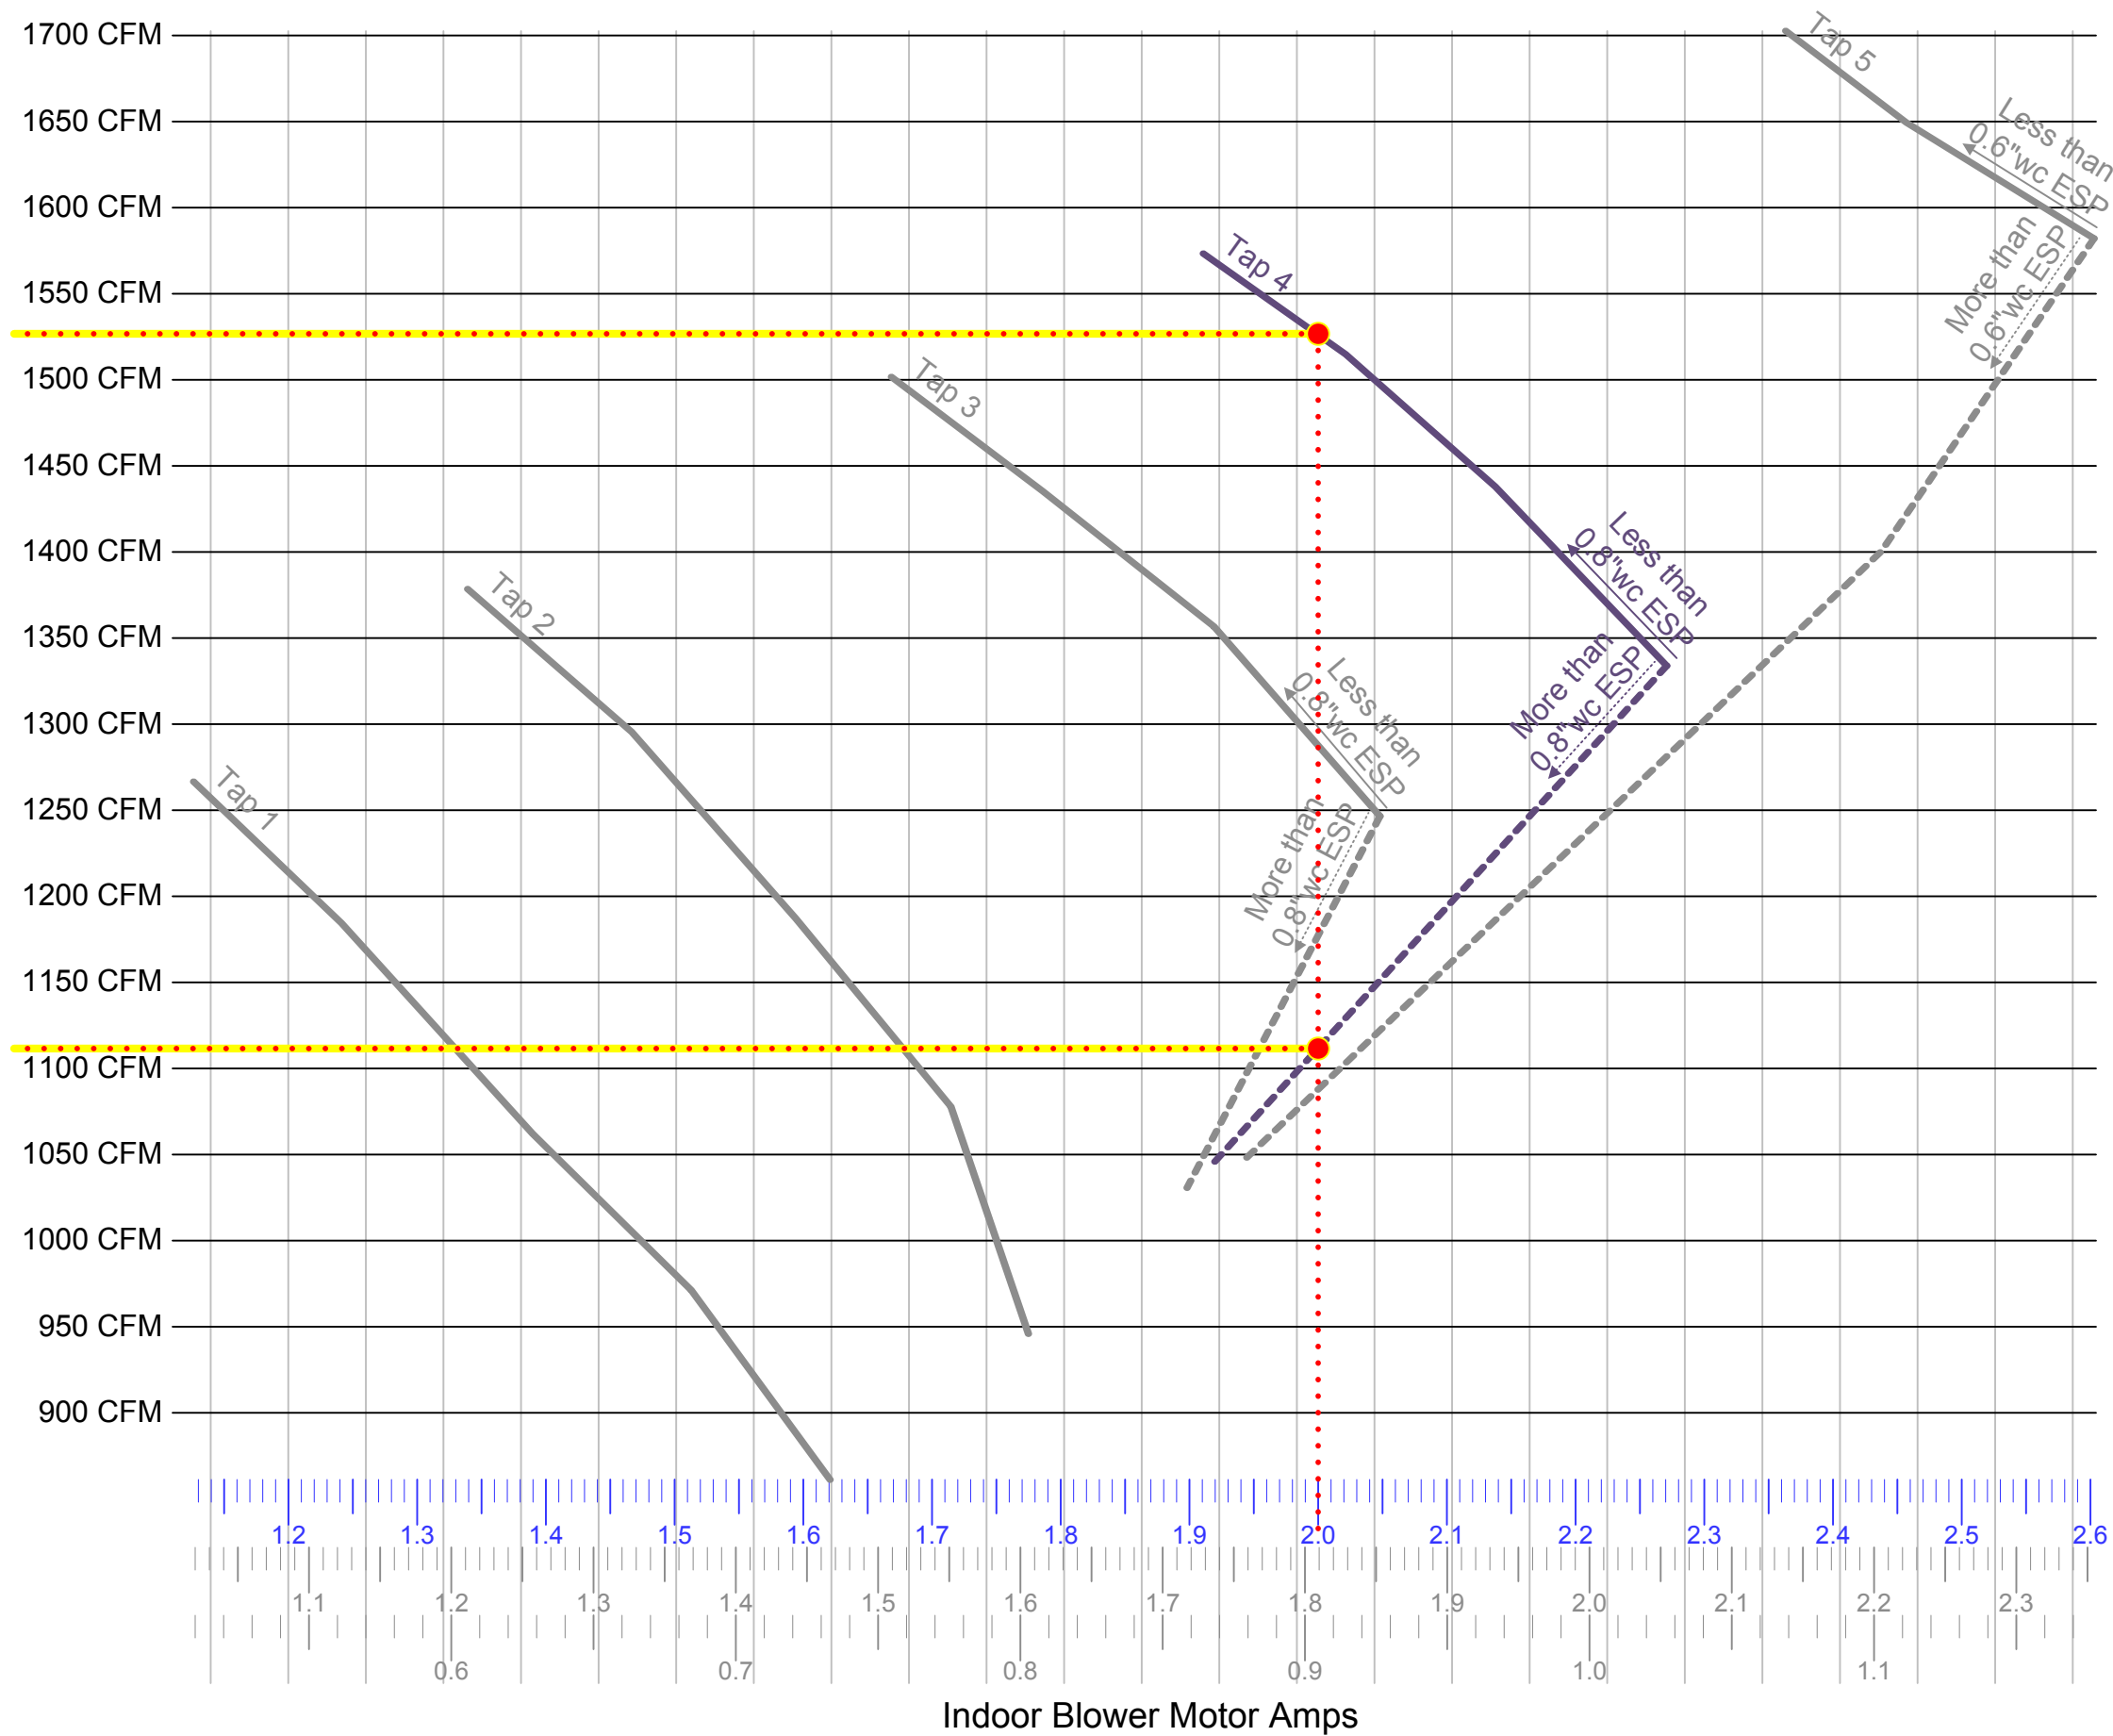 1700 CFM
Tap 5
1650 CFM
Less than
0.6"wc ESP
1600 CFM
More than
0.6"wc ESP
Tap 4
1550 CFM
1500 CFM
Tap 3
1450 CFM
1400 CFM
Less than
0.8"wc ESP
Tap 2
1350 CFM
More than
0.8"wc ESP
Less than
0.8"wc ESP
1300 CFM
Tap 1
1250 CFM
More than
0.8"wc ESP
1200 CFM
1150 CFM
1100 CFM
1050 CFM
1000 CFM
950 CFM
900 CFM
1.2 1.3 1.4 1.5 1.6 1.7 1.8 1.9 2.0 2.1 2.2 2.3 2.4 2.5 2.6
1.1 1.2 1.3 1.4 1.5 1.6 1.7 1.8 1.9 2.0 2.1 2.2 2.3
0.6 0.7 0.8 0.9 1.0 1.1
Indoor Blower Motor Amps